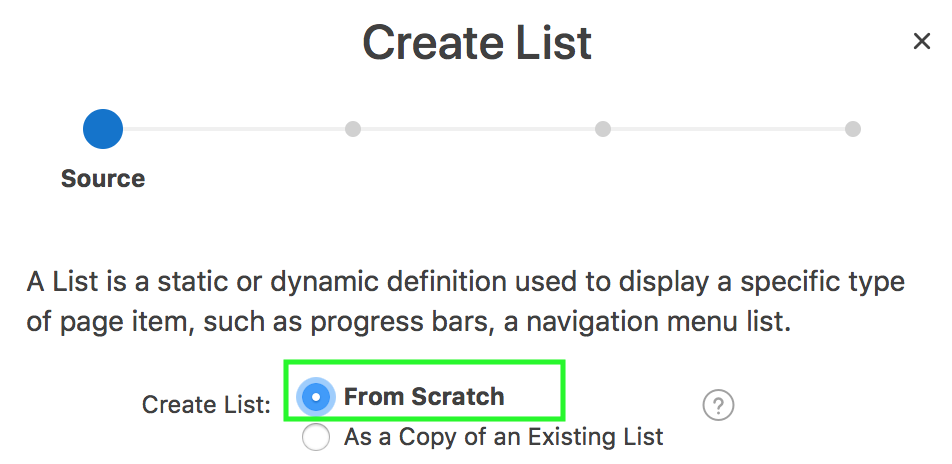 Create List
Source
A List is a static or dynamic definition used to display a specific type
of page item, such as progress bars, a navigation menu list.
Create List:
From Scratch
?
As a Copy of an Existing List